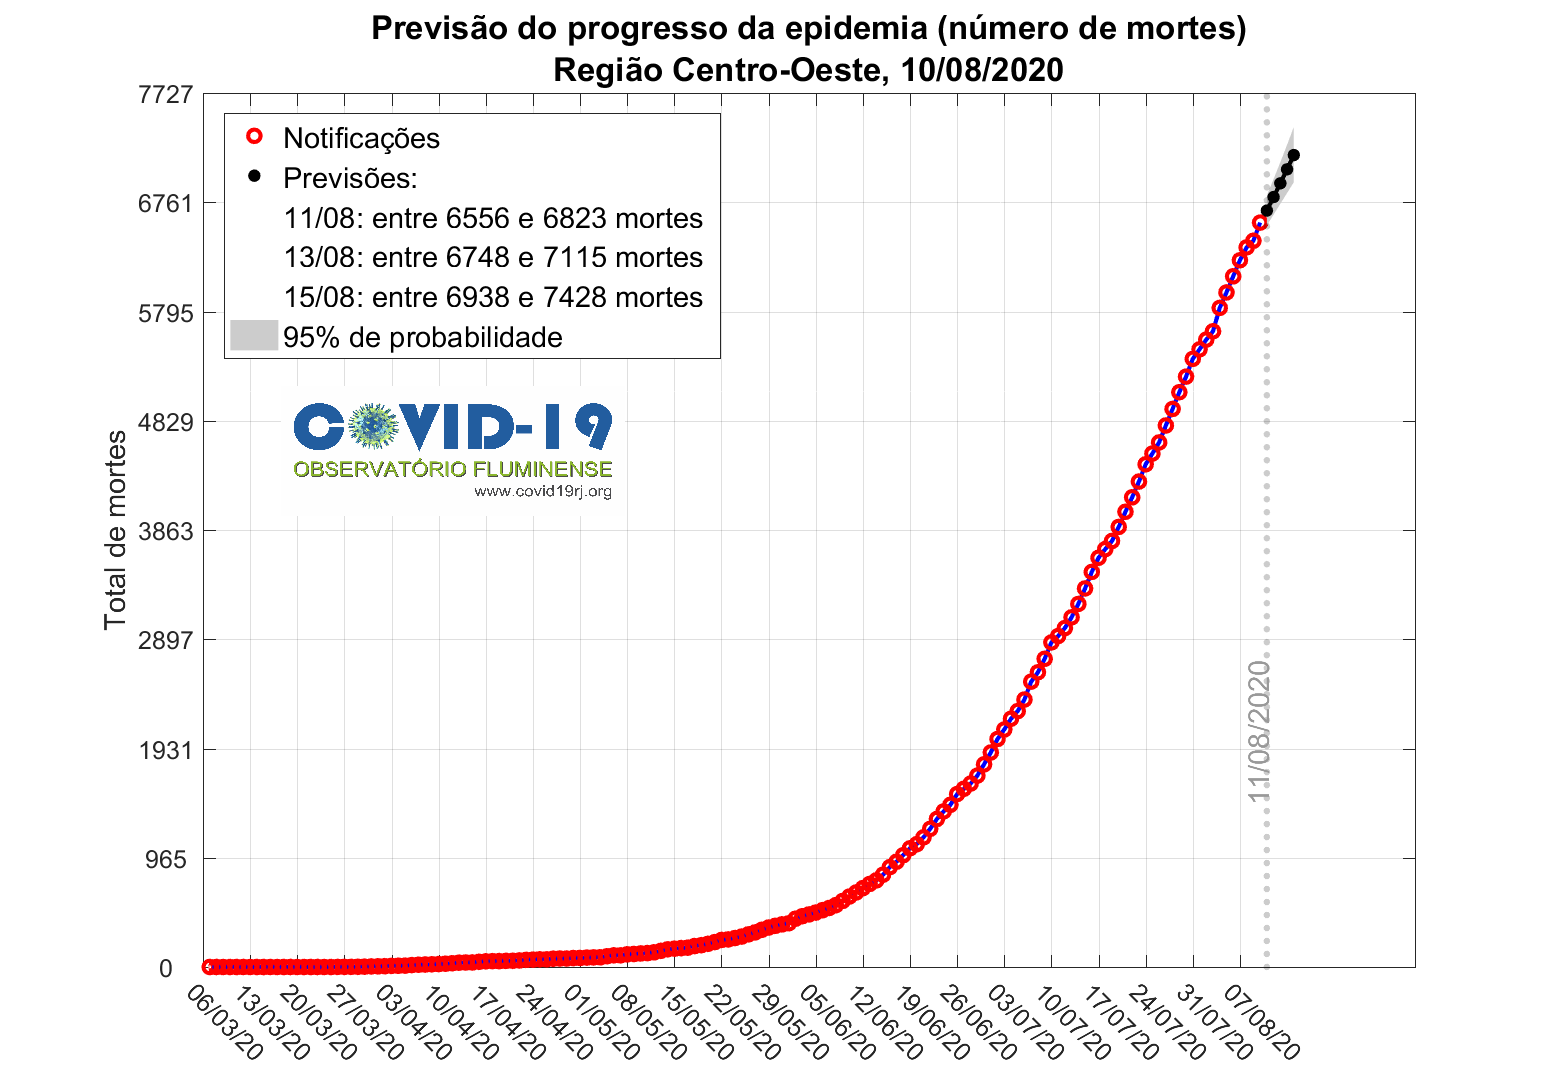 Previsão do progresso da epidemia (número de mortes)
Região Centro-Oeste, 10/08/2020
7727
6761
5795
4829
3863
2897
1931
965
0
Total de mortes
Notificações
Previsões:
11/08: entre 6556 e 6823 mortes
13/08: entre 6748 e 7115 mortes
15/08: entre 6938 e 7428 mortes
95% de probabilidade
COVID-19
OBSERVATÓRIO FLUMINENSE
www.covid19rj.org
11/08/2020
06/03/20
13/03/20
20/03/20
27/03/20
03/04/20
10/04/20
17/04/20
24/04/20
01/05/20
08/05/20
15/05/20
22/05/20
29/05/20
05/06/20
12/06/20
19/06/20
26/06/20
03/07/20
10/07/20
17/07/20
24/07/20
31/07/20
07/08/20